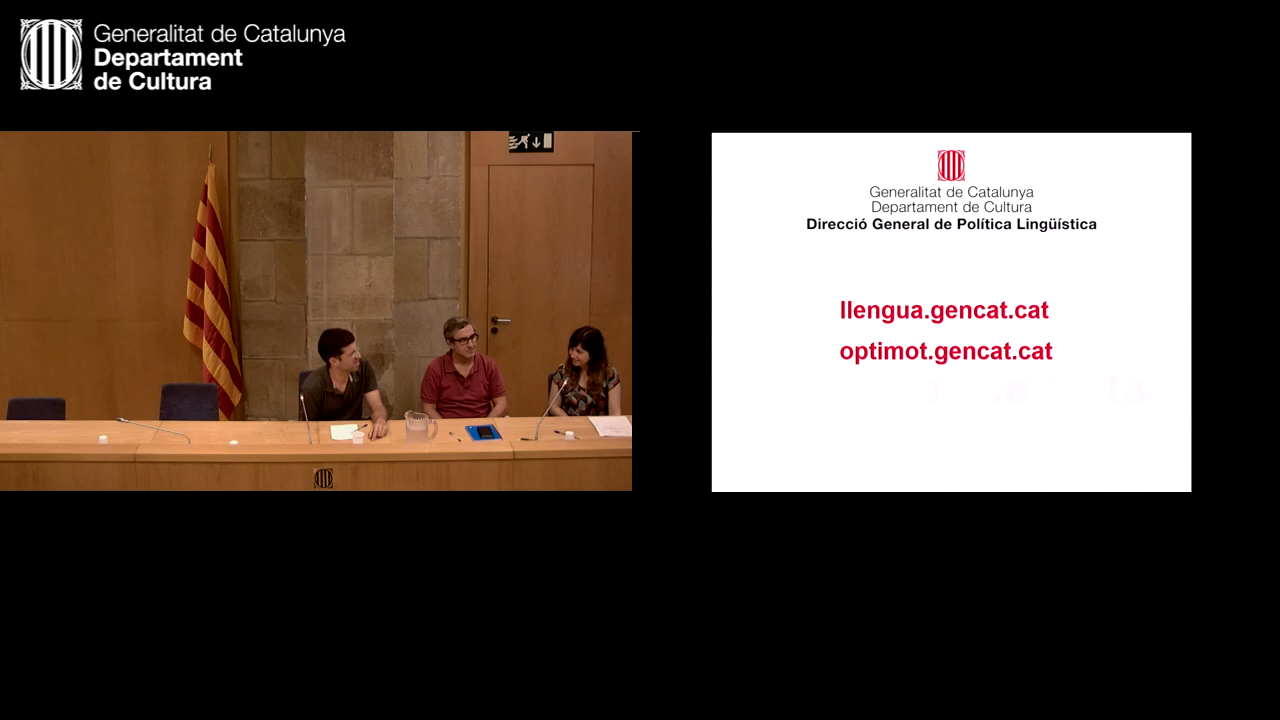 Generalitat de Catalunya
Departament
de Cultura
Generalitat de Catalunya
Departament de Cultura
Direcció General de Política Lingüística
llengua.gencat.cat
optimot.gencat.cat